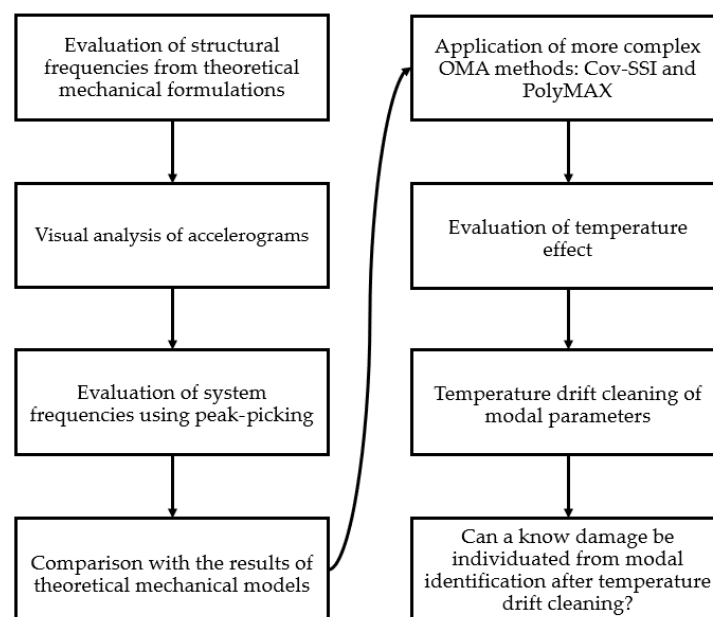 Evaluation of structural
frequencies from theoretical
mechanical formulations
Visual analysis of accelerograms
Evaluation of system
frequencies using peak-picking
Comparison with the results of
theoretical mechanical models
Application of more complex
OMA methods: Cov-SSI and
PolyMAX
Evaluation of temperature
effect
Temperature drift cleaning of
modal parameters
Can a know damage be
individuated from modal
identification after temperature
drift cleaning?